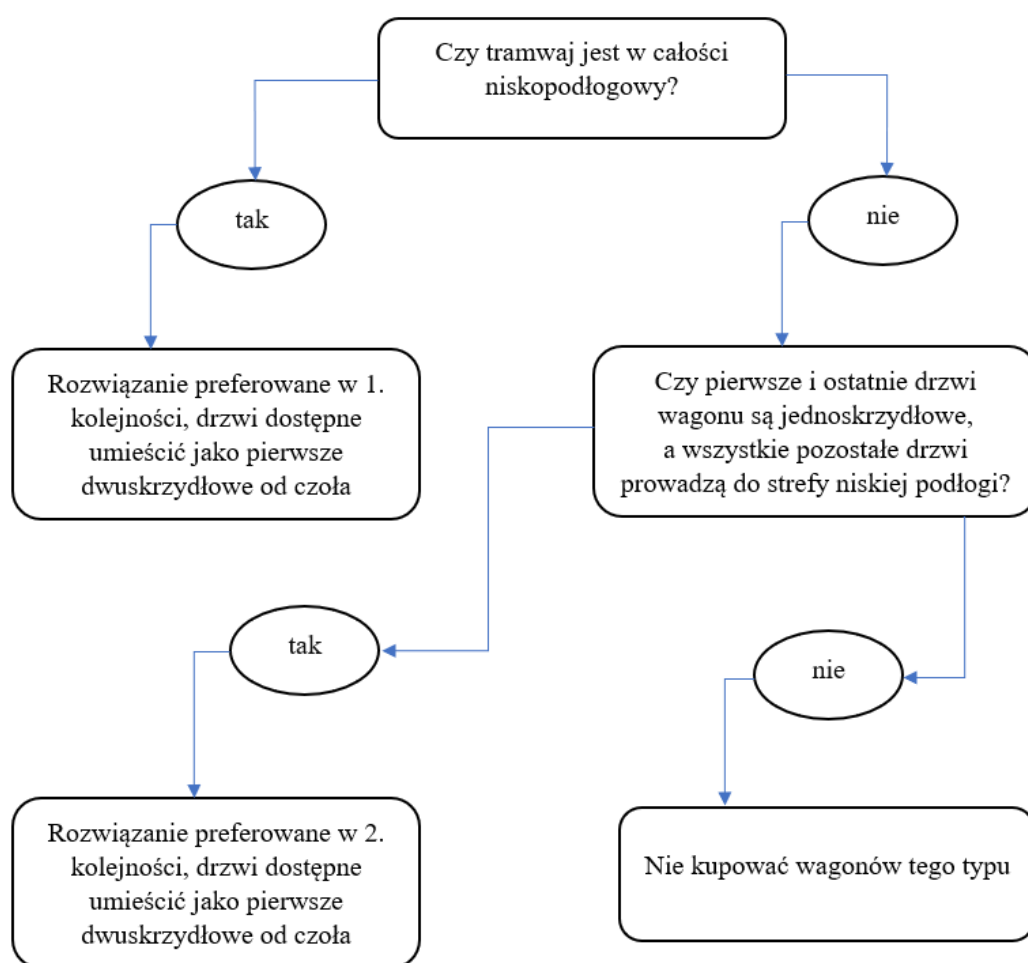 Czy tramwaj jest w całości
niskopodłogowy?
tak
nie
Rozwiązanie preferowane w 1.
kolejności, drzwi dostępne
umieścić jako pierwsze
dwuskrzydłowe od czoła
Czy pierwsze i ostatnie drzwi
wagonu są jednoskrzydłowe,
a wszystkie pozostałe drzwi
prowadzą do strefy niskiej podłogi?
tak
nie
Rozwiązanie preferowane w 2.
kolejności, drzwi dostępne
umieścić jako pierwsze
dwuskrzydłowe od czoła
Nie kupować wagonów tego typu